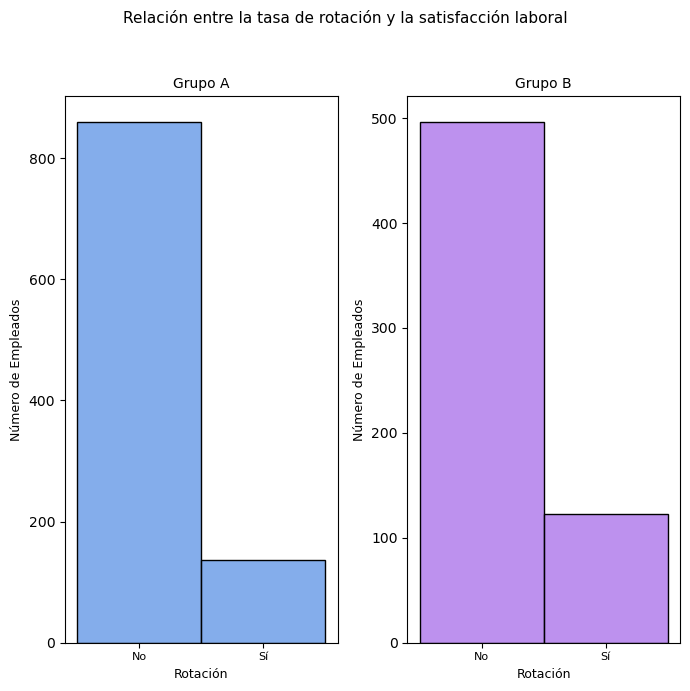 Relación entre la tasa de rotación y la satisfacción laboral
Grupo A
Número de Empleados
800
600
400
200
0
No
Sí
Rotación
Grupo B
Número de Empleados
500
400
300
200
100
0
No
Sí
Rotación